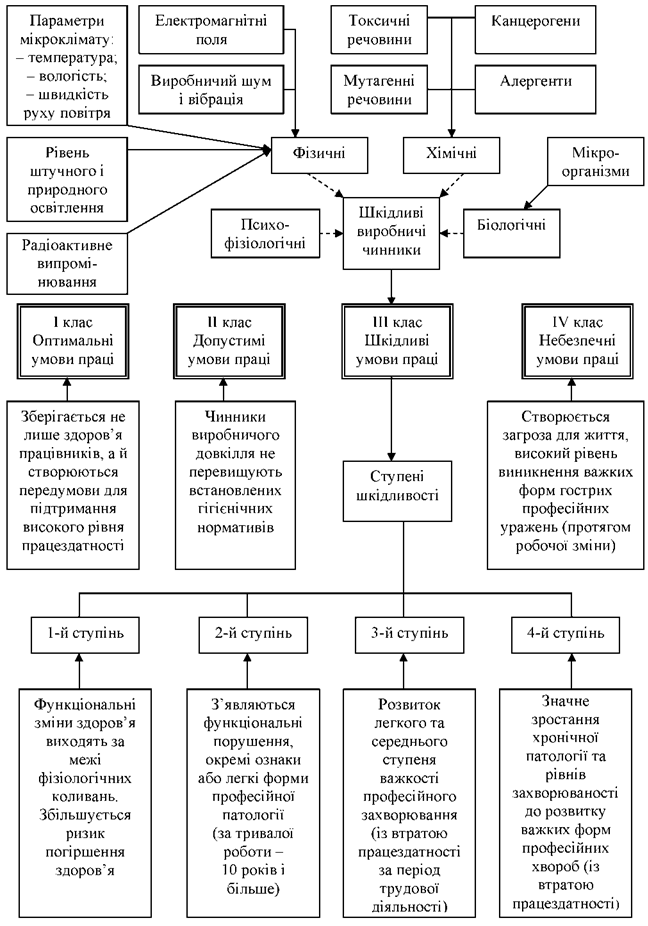 Параметри
мікроклімату:
– температура;
– вологість;
– швидкість
руху повітря
Електромагнітні
поля
Токсичні
речовини
Канцерогени
Виробничий шум
і вібрація
Мутагенні
речовини
Алергенти
Рівень
штучного і
природного
освітлення
Фізичні
Хімічні
Мікро-
організми
Радіоактивне
випромі-
нювання
Психо-
фізіологічні
Шкідливі
виробничі
чинники
Біологічні
І клас
Оптимальні
умови праці
ІІ клас
Допустимі
умови праці
ІІІ клас
Шкідливі
умови праці
IV клас
Небезпечні
умови праці
Зберігається не
лише здоров’я
працівників, а й
створюються
передумови для
підтримання
високого рівня
працездатності
Чинники
виробничого
довкілля не
перевищують
встановлених
гігієнічних
нормативів
Ступені
шкідливості
Створюється
загроза для життя,
високий рівень
виникнення важких
форм гострих
професійних
уражень (протягом
робочої зміни)
1-й ступінь
2-й ступінь
3-й ступінь
4-й ступінь
Функціональні
зміни здоров’я
виходять за
межі
фізіологічних
коливань.
Збільшується
ризик
погіршення
здоров’я
З’являються
функціональні
порушення,
окремі ознаки
або легкі форми
професійної
патології
(за тривалої
роботи –
10 років і
більше)
Розвиток
легкого та
середнього
ступеня
важкості
професійного
захворювання
(із втратою
працездатності
за період
трудової
діяльності)
Значне
зростання
хронічної
патології та
рівнів
захворюваності
до розвитку
важких форм
професійних
хвороб (із
втратою
працездатності)